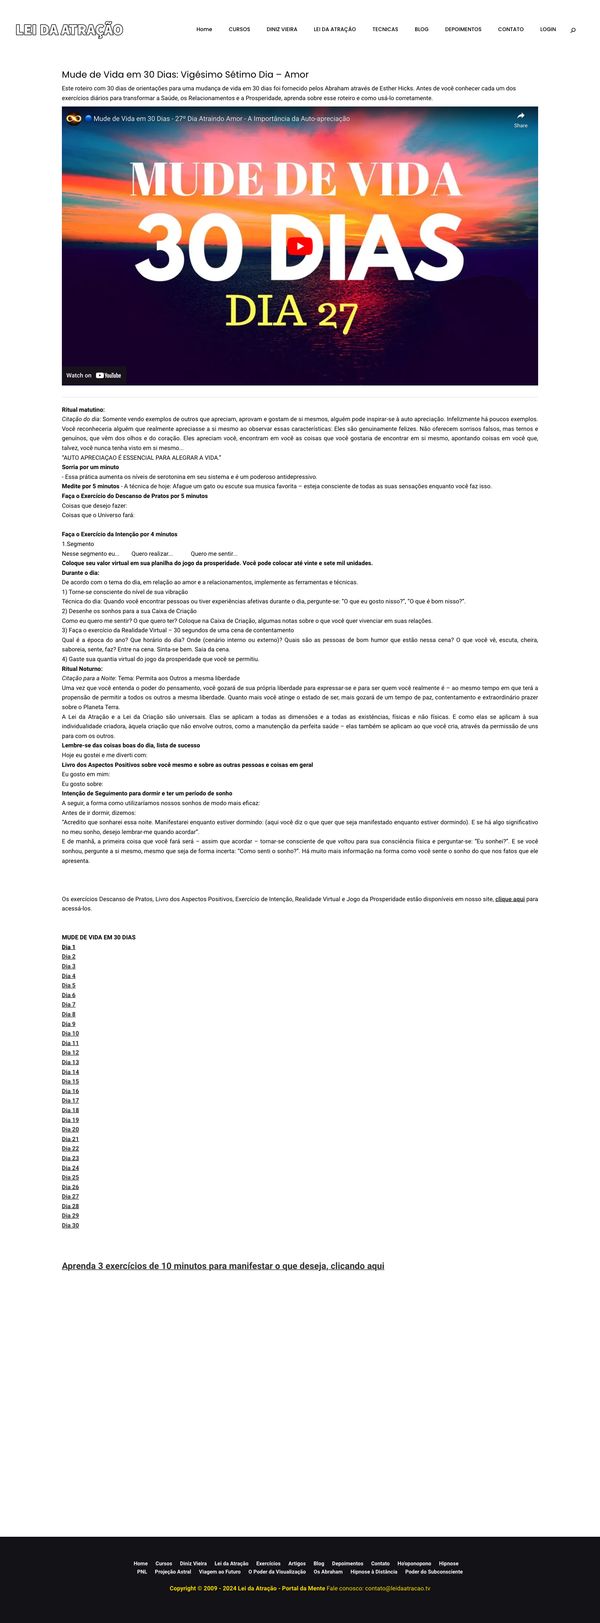 LEI DA ATRAÇÃO
Home CURSOS DINIZ VIEIRA LEI DA ATRAÇÃO TECNICAS BLOG DEPOIMENTOS CONTATO LOGIN
Mude de Vida em 30 Dias: Vigésimo Sétimo Dia – Amor
Este roteiro com 30 dias de orientações para uma mudança de vida em 30 dias foi fornecido pelos Abraham através de Esther Hicks. Antes de você conhecer cada um dos
exercícios diários para transformar a Saúde, os Relacionamentos e a Prosperidade, aprenda sobre esse roteiro e como usá-lo corretamente.
Mude de Vida em 30 Dias - 27º Dia Atraindo Amor - A Importância da Auto-apreciação
Share
MUDE DE VIDA
30 DIAS
DIA 27
Watch on YouTube
Ritual matutino:
Citação do dia: Somente vendo exemplos de outros que apreciam, aprovam e gostam de si mesmos, alguém pode inspirar-se à auto apreciação. Infelizmente há poucos exemplos.
Você reconheceria alguém que realmente apreciasse a si mesmo ao observar essas características: Eles são genuinamente felizes. Não oferecem sorrisos falsos, mas ternos e
genuínos, que vêm dos olhos e do coração. Eles apreciam você, encontram em você as coisas que você gostaria de encontrar em si mesmo, apontando coisas em você que,
talvez, você nunca tenha visto em si mesmo...
“AUTO APRECIAÇAO É ESSENCIAL PARA ALEGRAR A VIDA.”
Sorria por um minuto
- Essa prática aumenta os níveis de serotonina em seu sistema e é um poderoso antidepressivo.
Medite por 5 minutos - A técnica de hoje: Afague um gato ou escute sua musica favorita – esteja consciente de todas as suas sensações enquanto você faz isso.
Faça o Exercício do Descanso de Pratos por 5 minutos
Coisas que desejo fazer:
Coisas que o Universo fará:
Faça o Exercício da Intenção por 4 minutos
1.Segmento
Nesse segmento eu... Quero realizar... Quero me sentir...
Coloque seu valor virtual em sua planilha do jogo da prosperidade. Você pode colocar até vinte e sete mil unidades.
Durante o dia:
De acordo com o tema do dia, em relação ao amor e a relacionamentos, implemente as ferramentas e técnicas.
1) Torne-se consciente do nível de sua vibração
Técnica do dia: Quando você encontrar pessoas ou tiver experiências afetivas durante o dia, pergunte-se: “O que eu gosto nisso?”, “O que é bom nisso?”.
2) Desenhe os sonhos para a sua Caixa de Criação
Como eu quero me sentir? O que quero ter? Coloque na Caixa de Criação, algumas notas sobre o que você quer vivenciar em suas relações.
3) Faça o exercício da Realidade Virtual – 30 segundos de uma cena de contentamento
Qual é a época do ano? Que horário do dia? Onde (cenário interno ou externo)? Quais são as pessoas de bom humor que estão nessa cena? O que você vê, escuta, cheira,
saboreia, sente, faz? Entre na cena. Sinta-se bem. Saia da cena.
4) Gaste sua quantia virtual do jogo da prosperidade que você se permitiu.
Ritual Noturno:
Citação para a Noite: Tema: Permita aos Outros a mesma liberdade
Uma vez que você entenda o poder do pensamento, você gozará de sua própria liberdade para expressar-se e para ser quem você realmente é – ao mesmo tempo em que terá a
propensão de permitir a todos os outros a mesma liberdade. Quanto mais você atinge o estado de ser, mais gozará de um tempo de paz, contentamento e extraordinário prazer
sobre o Planeta Terra.
A Lei da Atração e a Lei da Criação são universais. Elas se aplicam a todas as dimensões e a todas as existências, físicas e não físicas. E como elas se aplicam à sua
individualidade criadora, àquela criação que não envolve outros, como a manutenção da perfeita saúde – elas também se aplicam ao que você cria, através da permissão de uns
para com os outros.
Lembre-se das coisas boas do dia, lista de sucesso
Hoje eu gostei e me diverti com:
Livro dos Aspectos Positivos sobre você mesmo e sobre as outras pessoas e coisas em geral
Eu gosto em mim:
Eu gosto sobre:
Intenção de Seguimento para dormir e ter um período de sonho
A seguir, a forma como utilizaríamos nossos sonhos de modo mais eficaz:
Antes de ir dormir, dizemos:
“Acredito que sonharei essa noite. Manifestarei enquanto estiver dormindo: (aqui você diz o que quer que seja manifestado enquanto estiver dormindo). E se há algo significativo
no meu sonho, desejo lembrar-me quando acordar”.
E de manhã, a primeira coisa que você fará será – assim que acordar – tornar-se consciente de que voltou para sua consciência física e perguntar-se: “Eu sonhei?”. E se você
sonhou, pergunte a si mesmo, mesmo que seja de forma incerta: “Como senti o sonho?”. Há muito mais informação na forma como você sente o sonho do que nos fatos que ele
apresenta.
Os exercícios Descanso de Pratos, Livro dos Aspectos Positivos, Exercício de Intenção, Realidade Virtual e Jogo da Prosperidade estão disponíveis em nosso site, clique aqui para
acessá-los.
MUDE DE VIDA EM 30 DIAS
Dia 1
Dia 2
Dia 3
Dia 4
Dia 5
Dia 6
Dia 7
Dia 8
Dia 9
Dia 10
Dia 11
Dia 12
Dia 13
Dia 14
Dia 15
Dia 16
Dia 17
Dia 18
Dia 19
Dia 20
Dia 21
Dia 22
Dia 23
Dia 24
Dia 25
Dia 26
Dia 27
Dia 28
Dia 29
Dia 30
Aprenda 3 exercícios de 10 minutos para manifestar o que deseja, clicando aqui
Home Cursos Diniz Vieira Lei da Atração Exercícios Artigos Blog Depoimentos Contato Ho'oponopono Hipnose
PNL Projeção Astral Viagem ao Futuro O Poder da Visualização Os Abraham Hipnose à Distância Poder do Subconsciente
Copyright © 2009 - 2024 Lei da Atração - Portal da Mente Fale conosco: contato@leidaatracao.tv